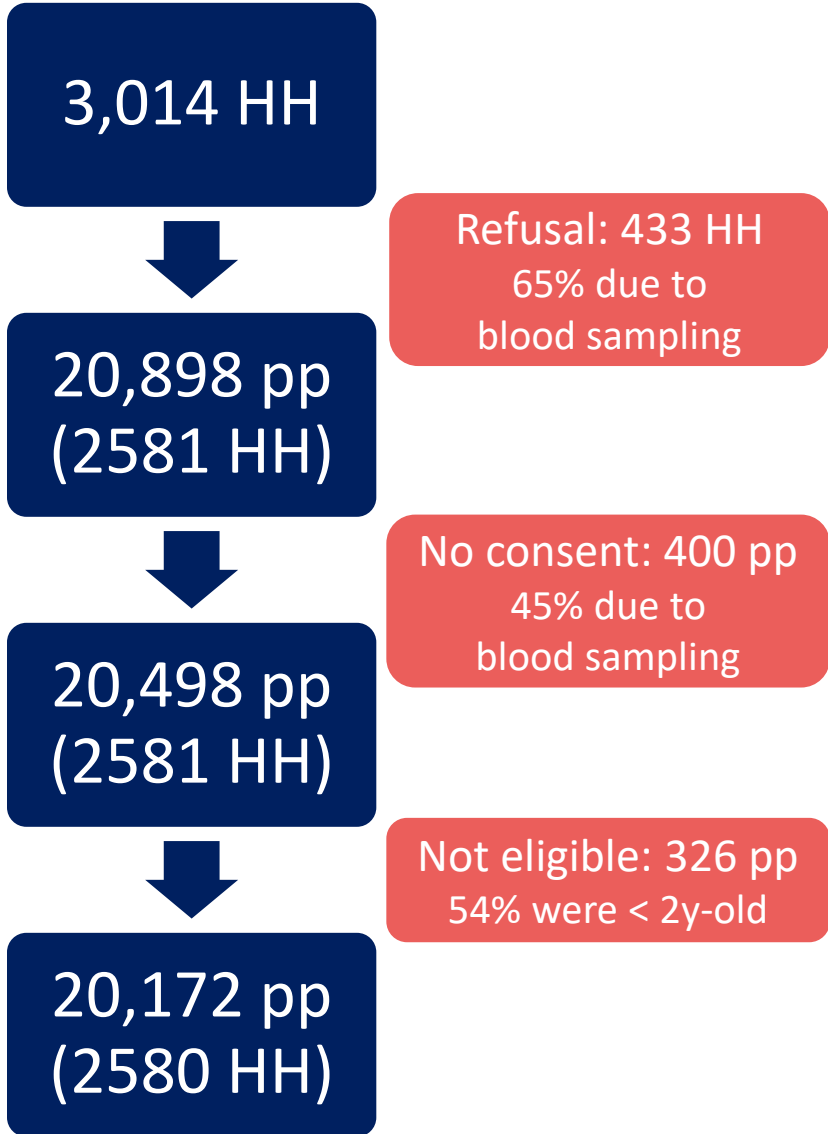 3,014 HH
Refusal: 433 HH
65% due to
blood sampling
20,898 pp
(2581 HH)
No consent: 400 pp
45% due to
blood sampling
20,498 pp
(2581 HH)
Not eligible: 326 pp
54% were < 2y-old
20,172 pp
(2580 HH)